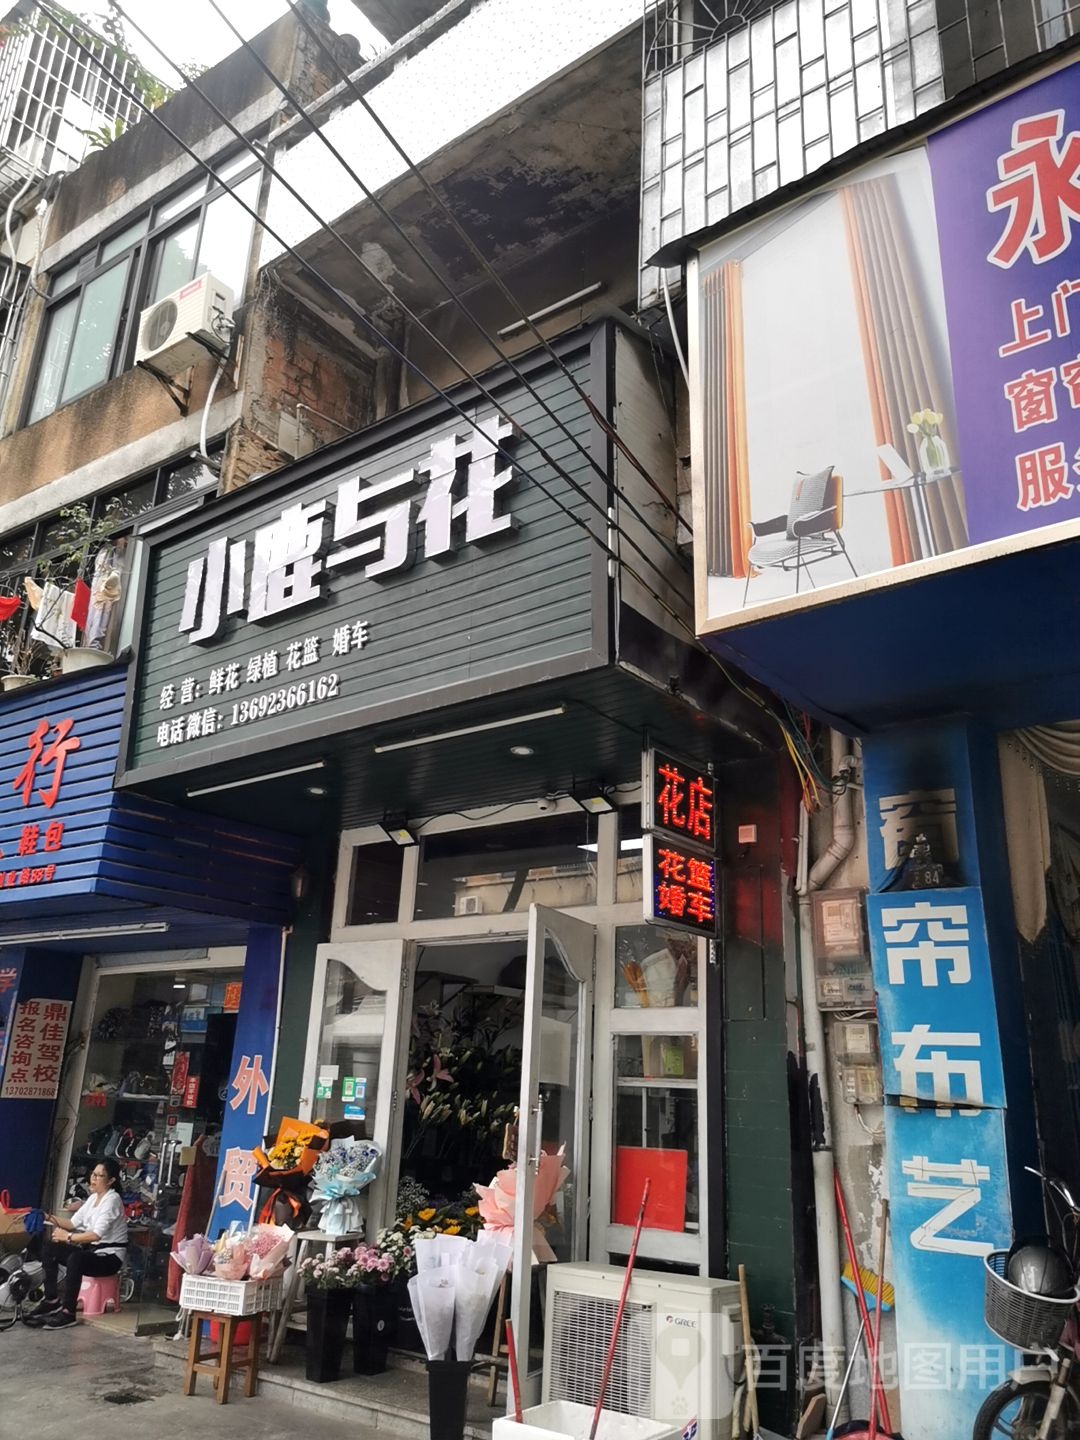 小鹿与花
经 营：鲜花 绿植 花篮 婚车
电话 微信：13692366162
花店
花篮
婚车
永
上门
窗帘
服务
窗
84
帘
布
艺
行
鞋包
鼎佳驾校
报名咨询点
13702871868
外
贸
学
GREE
百度地图用户